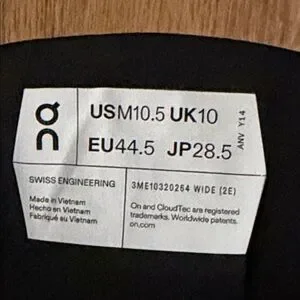 on
USM10.5 UK10
EU44.5 JP28.5
ANV Y14
SWISS ENGINEERING
Made in Vietnam
Hecho en Vietnam
Fabriqué au Vietnam
3ME10320264 WIDE (2E)
On and CloudTec are registered
trademarks. Worldwide patents.
on.com